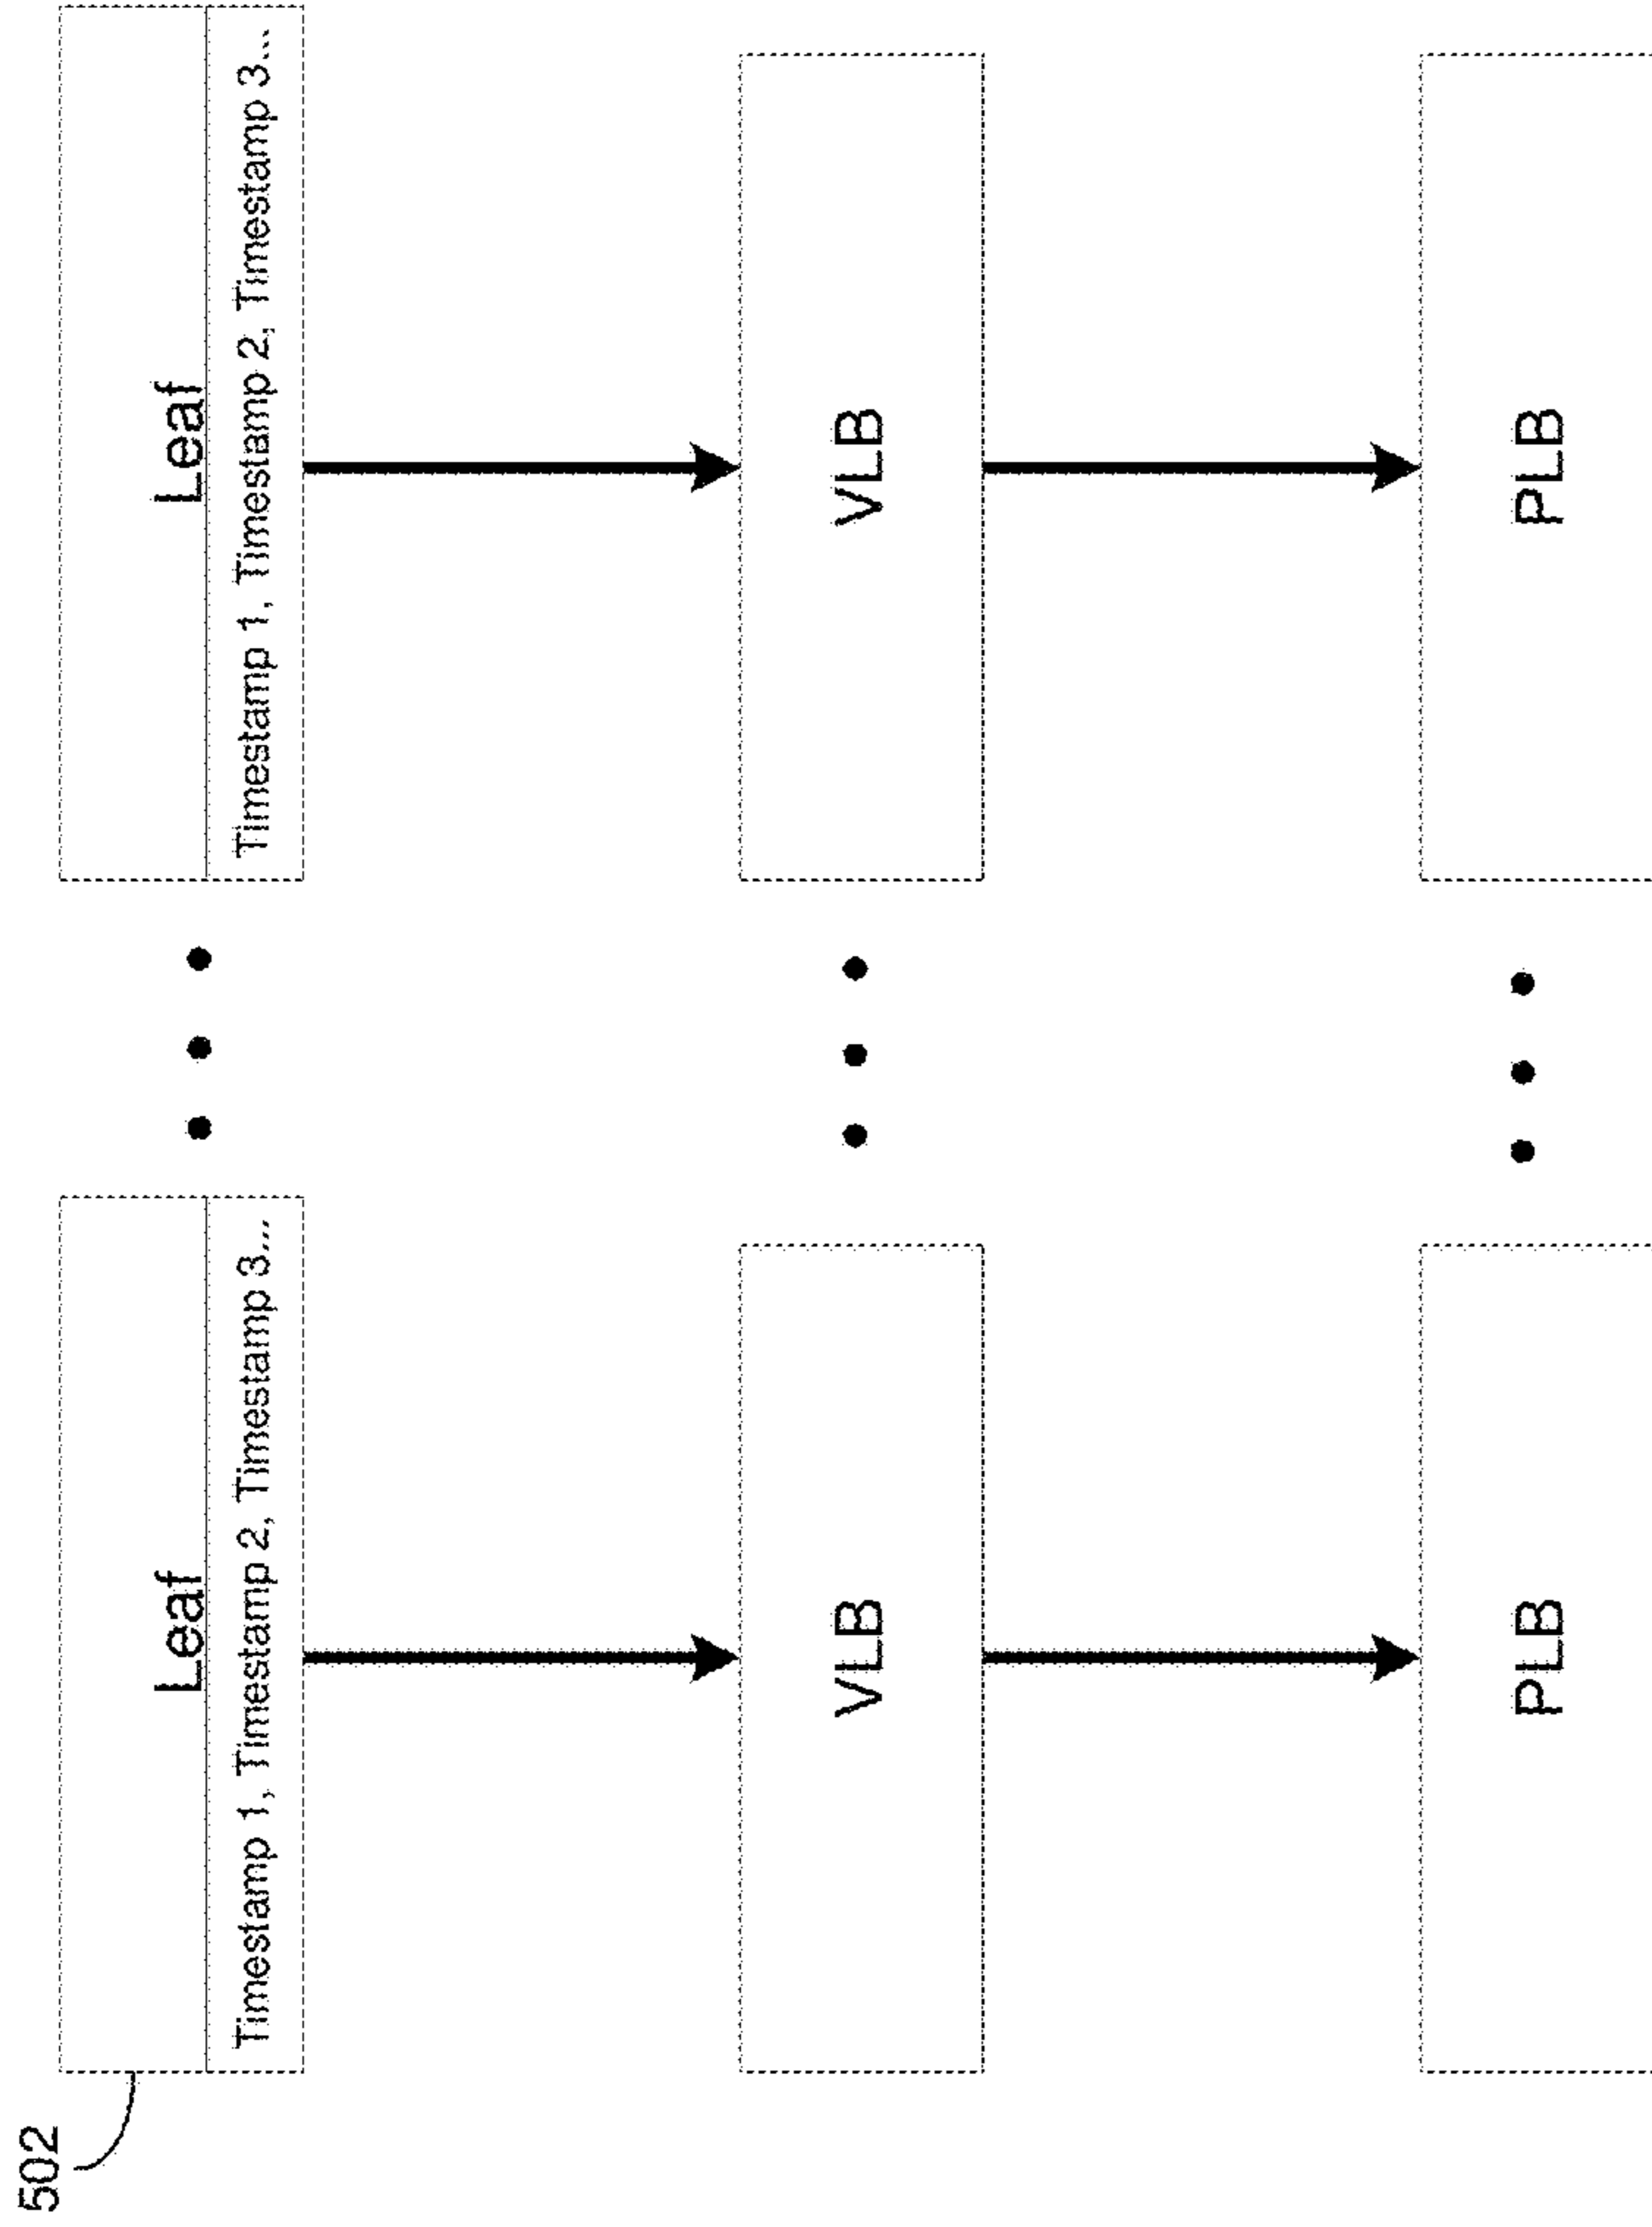 502
Leaf
Leaf
Timestamp 1, Timestamp 2, Timestamp 3...
Timestamp 1, Timestamp 2, Timestamp 3...
VLB
VLB
PLB
PLB